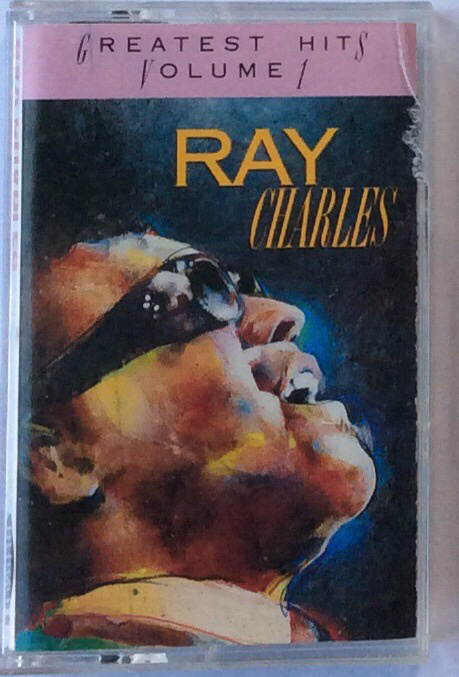 GREATEST HITS
VOLUME 1
RAY
CHARLES